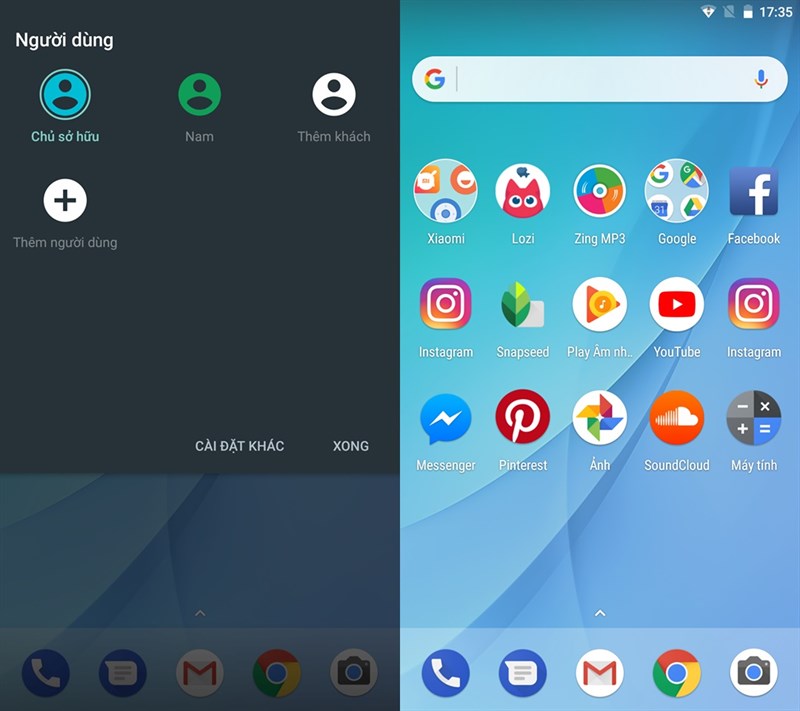 Người dùng
Chủ sở hữu
Nam
Thêm khách
Thêm người dùng
CÀI ĐẶT KHÁC
XONG
17:35
Xiaomi
Lozi
Zing MP3
Google
Facebook
Instagram
Snapseed
Play Âm nh..
YouTube
Instagram
Messenger
Pinterest
Ảnh
SoundCloud
Máy tính